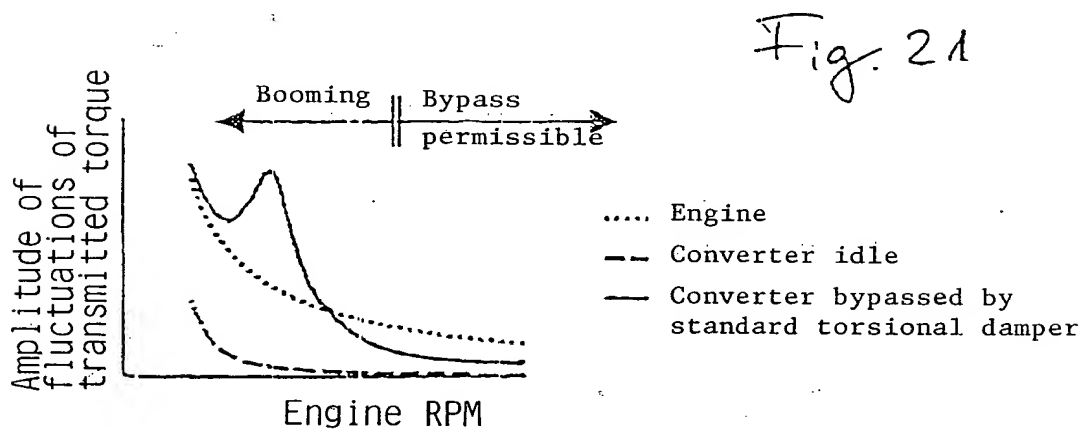 Fig. 21
Booming
Bypass
permissible
Amplitude of
fluctuations of
transmitted torque
Engine RPM
Engine
Converter idle
Converter bypassed by
standard torsional damper